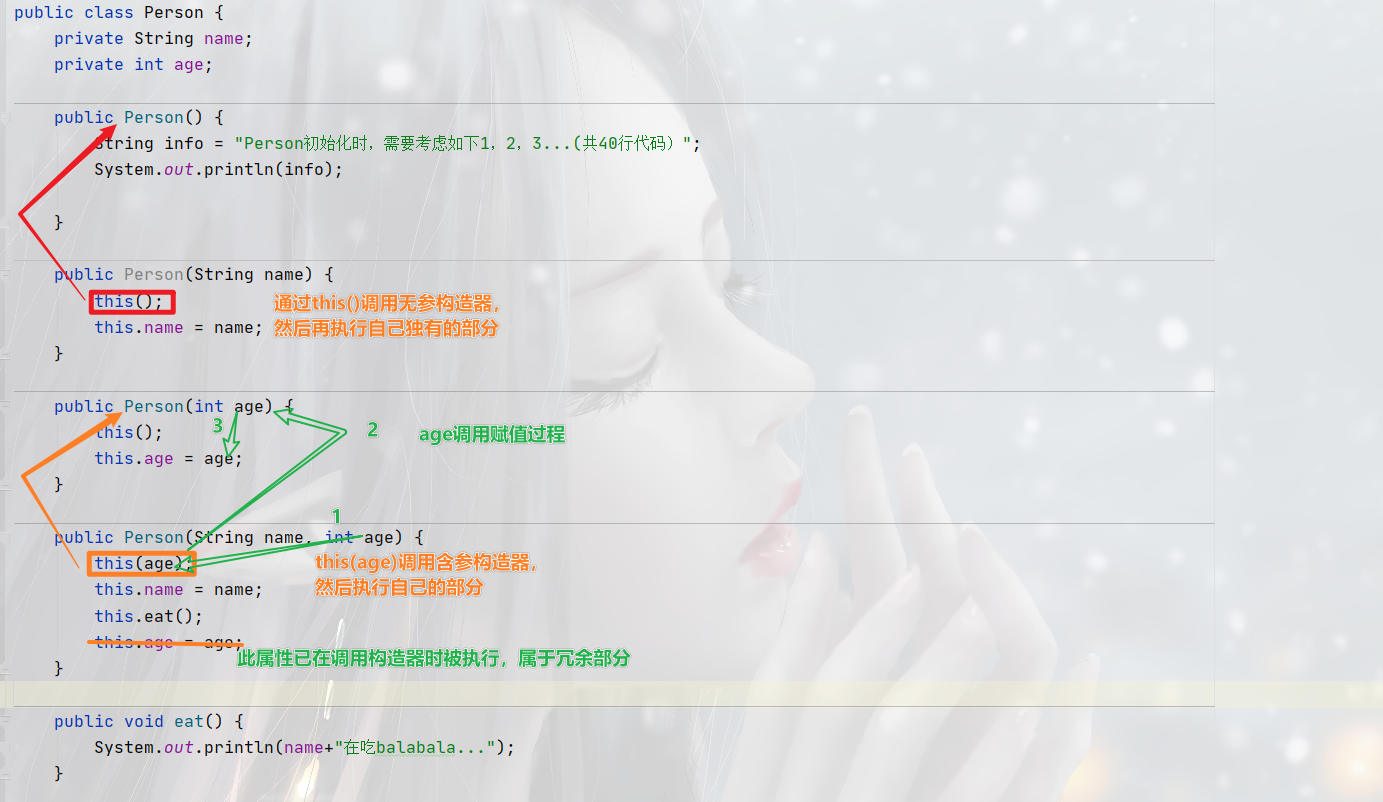 public class Person {
private String name;
private int age;
public Person() {
String info = "Person初始化时，需要考虑如下1，2，3...(共40行代码）";
System.out.println(info);
}
public Person(String name) {
this();
通过this()调用无参构造器，
this.name = name;
然后再执行自己独有的部分
}
public Person(int age) {
3
2
age调用赋值过程
this();
this.age = age;
}
1
public Person(String name, int age) {
this(age);
this(age)调用含参构造器，
this.name = name;
然后执行自己的部分
this.eat();
this.age = age;
此属性已在调用构造器时被执行，属于冗余部分
}
public void eat() {
System.out.println(name+"在吃balabala...");
}